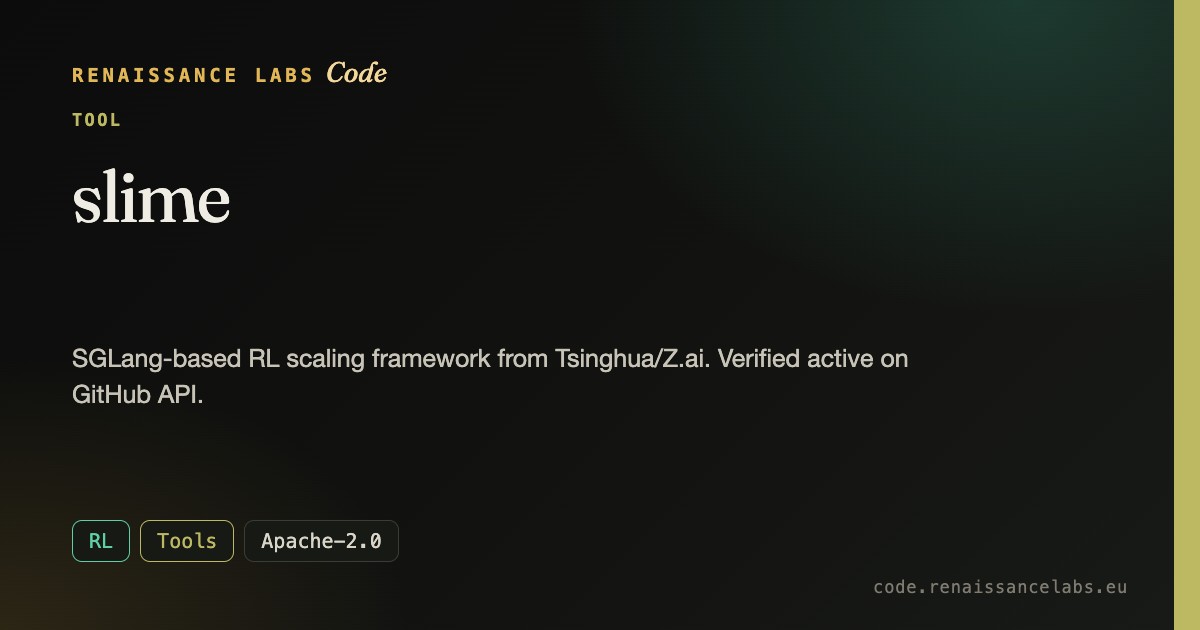 RENAISSANCE LABS Code
TOOL
slime
SGLang-based RL scaling framework from Tsinghua/Z.ai. Verified active on
GitHub API.
RL Tools Apache-2.0
code.renaissancelabs.eu